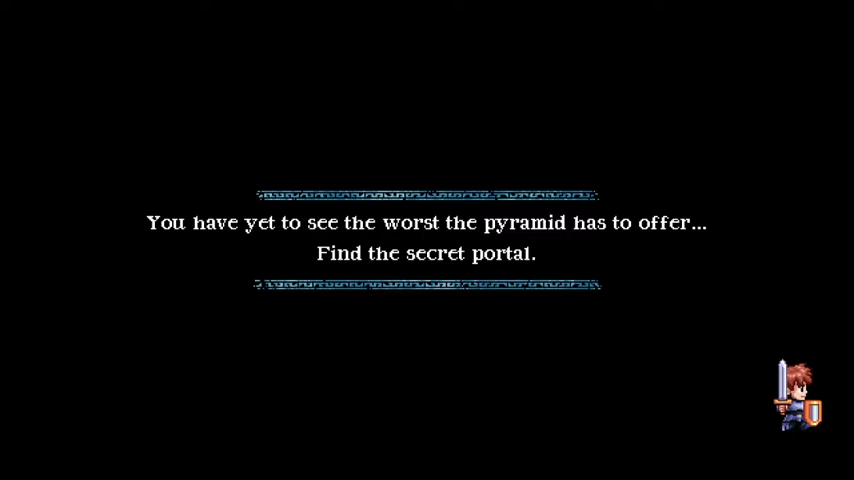 You have yet to see the worst the pyramid has to offer...
Find the secret portal.